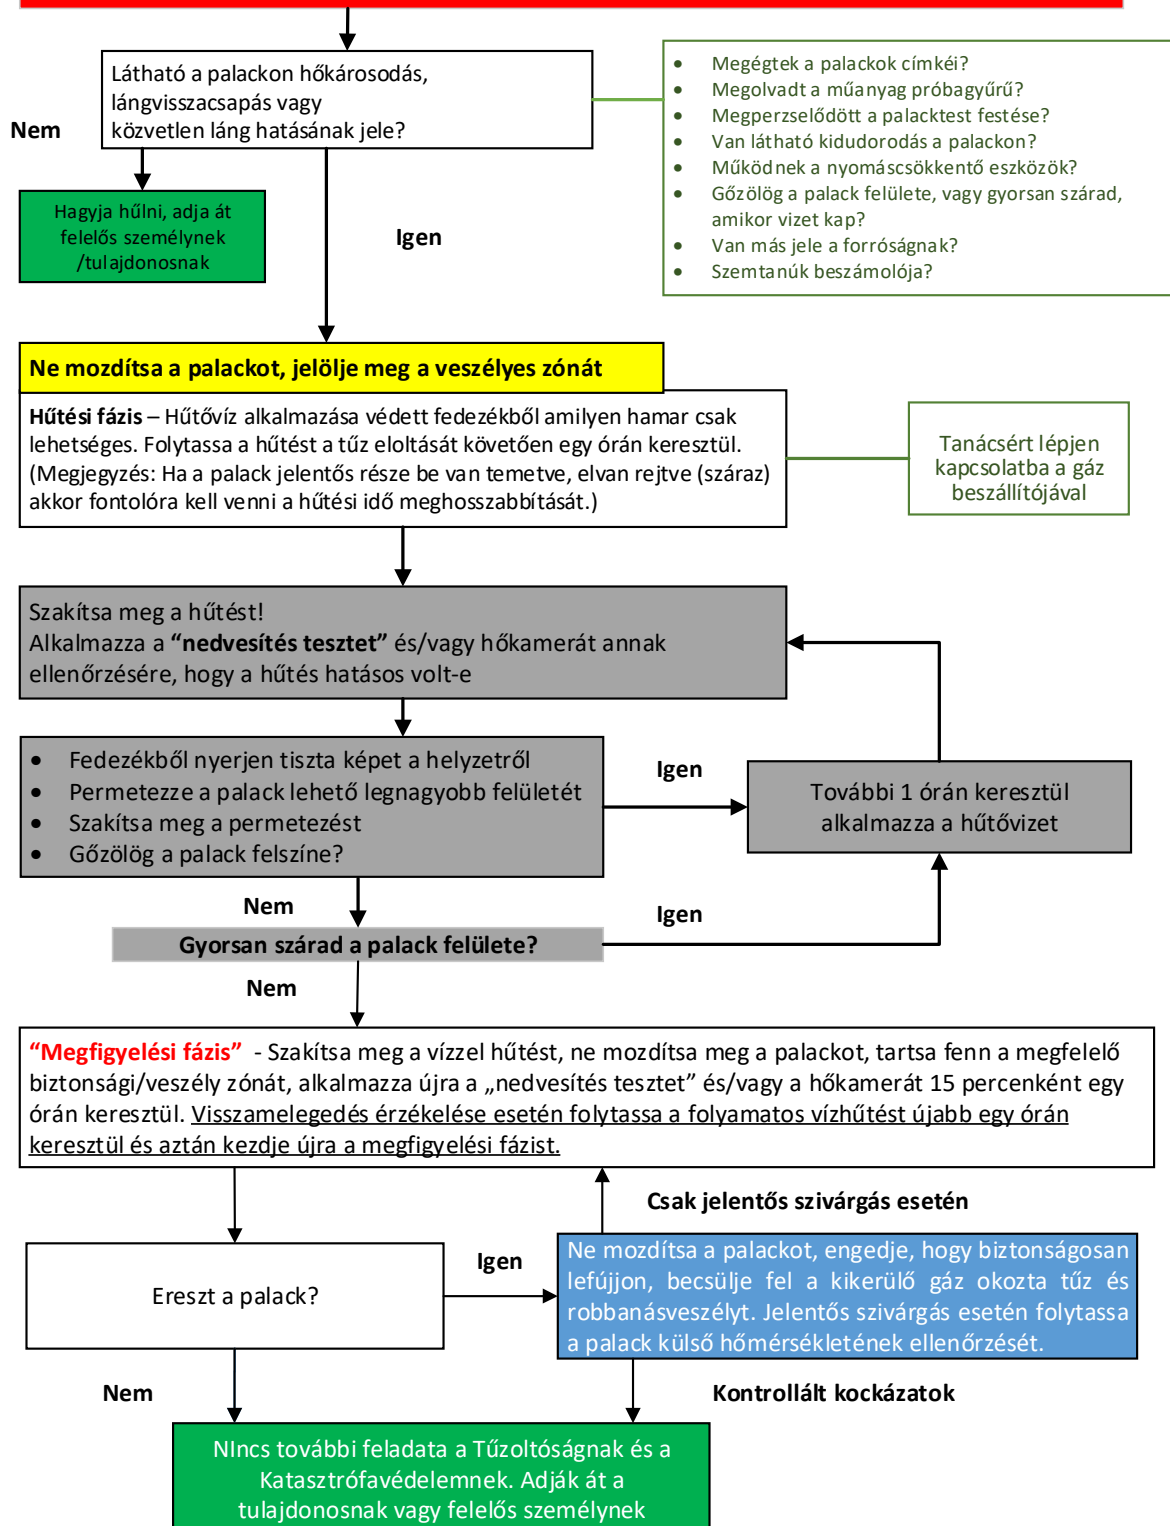 Látható a palackon hőkárosodás,
lángvisszacsapás vagy
közvetlen láng hatásának jele?
• Megégtek a palackok címkéi?
• Megolvadt a műanyag próbagyűrű?
• Megperzselődött a palacktest festése?
• Van látható kidudorodás a palackon?
• Működnek a nyomáscsökkentő eszközök?
• Gőzölög a palack felülete, vagy gyorsan szárad,
amikor vizet kap?
• Van más jele a forróságnak?
• Szemtanúk beszámolója?
Nem
Hagyja hűlni, adja át
felelős személynek
/tulajdonosnak
Igen
Ne mozdítsa a palackot, jelölje meg a veszélyes zónát
Hűtési fázis – Hűtővíz alkalmazása védett fedezékből amilyen hamar csak
lehetséges. Folytassa a hűtést a tűz eloltását követően egy órán keresztül.
(Megjegyzés: Ha a palack jelentős része be van temetve, elvan rejtve (száraz)
akkor fontolóra kell venni a hűtési idő meghosszabbítását.)
Tanácsért lépjen
kapcsolatba a gáz
beszállítójával
Szakítsa meg a hűtést!
Alkalmazza a “nedvesítés tesztet” és/vagy hőkamerát annak
ellenőrzésére, hogy a hűtés hatásos volt-e
• Fedezékből nyerjen tiszta képet a helyzetről
• Permetezze a palack lehető legnagyobb felületét
• Szakítsa meg a permetezést
• Gőzölög a palack felszíne?
Igen
További 1 órán keresztül
alkalmazza a hűtővizet
Nem
Igen
Gyorsan szárad a palack felülete?
Nem
“Megfigyelési fázis” - Szakítsa meg a vízzel hűtést, ne mozdítsa meg a palackot, tartsa fenn a megfelelő
biztonsági/veszély zónát, alkalmazza újra a „nedvesítés tesztet” és/vagy a hőkamerát 15 percenként egy
órán keresztül. Visszamelegedés érzékelése esetén folytassa a folyamatos vízhűtést újabb egy órán
keresztül és aztán kezdje újra a megfigyelési fázist.
Csak jelentős szivárgás esetén
Ereszt a palack?
Igen
Ne mozdítsa a palackot, engedje, hogy biztonságosan
lefújjon, becsülje fel a kikerülő gáz okozta tűz és
robbanásveszélyt. Jelentős szivárgás esetén folytassa
a palack külső hőmérsékletének ellenőrzését.
Nem
Kontrollált kockázatok
NIncs további feladata a Tűzoltóságnak és a
Katasztrófavédelemnek. Adják át a
tulajdonosnak vagy felelős személynek